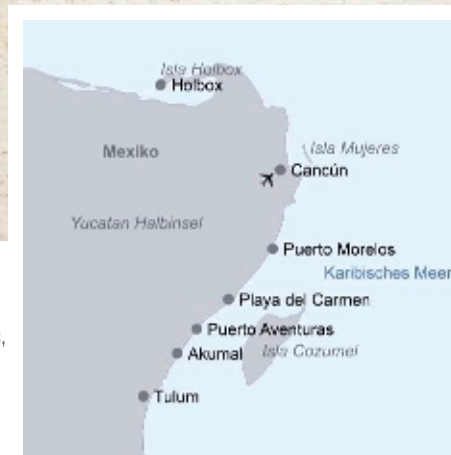 Isla Holbox
Holbox
Mexiko
Isla Mujeres
Cancún
Yucatan Halbinsel
Puerto Morelos
Karibisches Meer
Playa del Carmen
Puerto Aventuras
Akumal
Isla Cozumel
Tulum
,